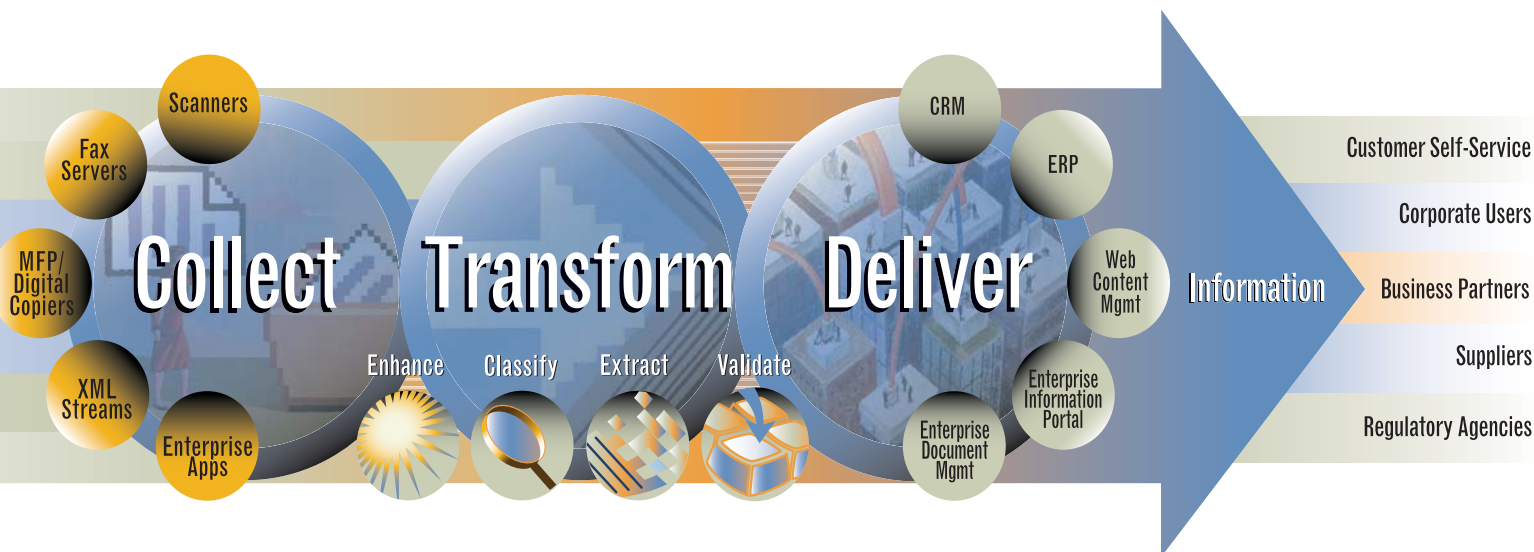 Scanners
Fax
Servers
MFP/
Digital
Copiers
XML
Streams
Enterprise
Apps
Collect
Transform
Enhance
Classify
Extract
Validate
Deliver
CRM
ERP
Web
Content
Mgmt
Enterprise
Information
Portal
Enterprise
Document
Mgmt
Information
Customer Self-Service
Corporate Users
Business Partners
Suppliers
Regulatory Agencies